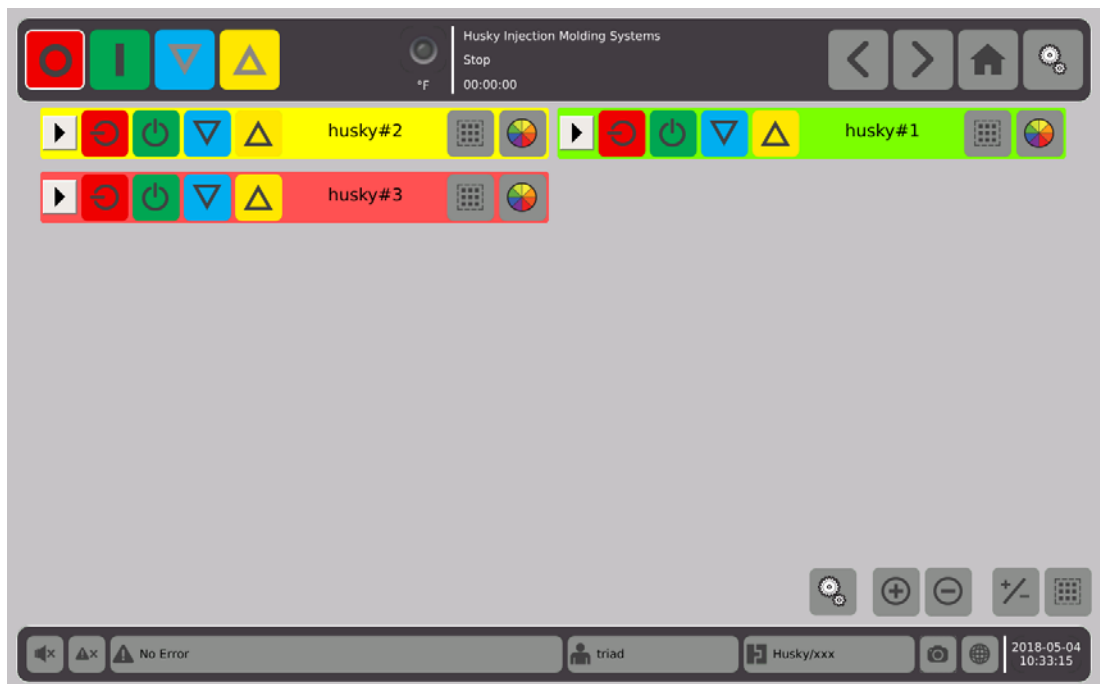 Husky Injection Molding Systems
Stop
°F
00:00:00
husky#2
husky#1
husky#3
+/-
No Error
triad
Husky/xxx
2018-05-04
10:33:15